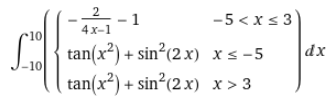 ∫_{-10}^{10} ( { -\frac{2}{4x-1} - 1   -5 < x ≤ 3
tan(x²) + sin²(2x)   x ≤ -5
tan(x²) + sin²(2x)   x > 3 ) dx